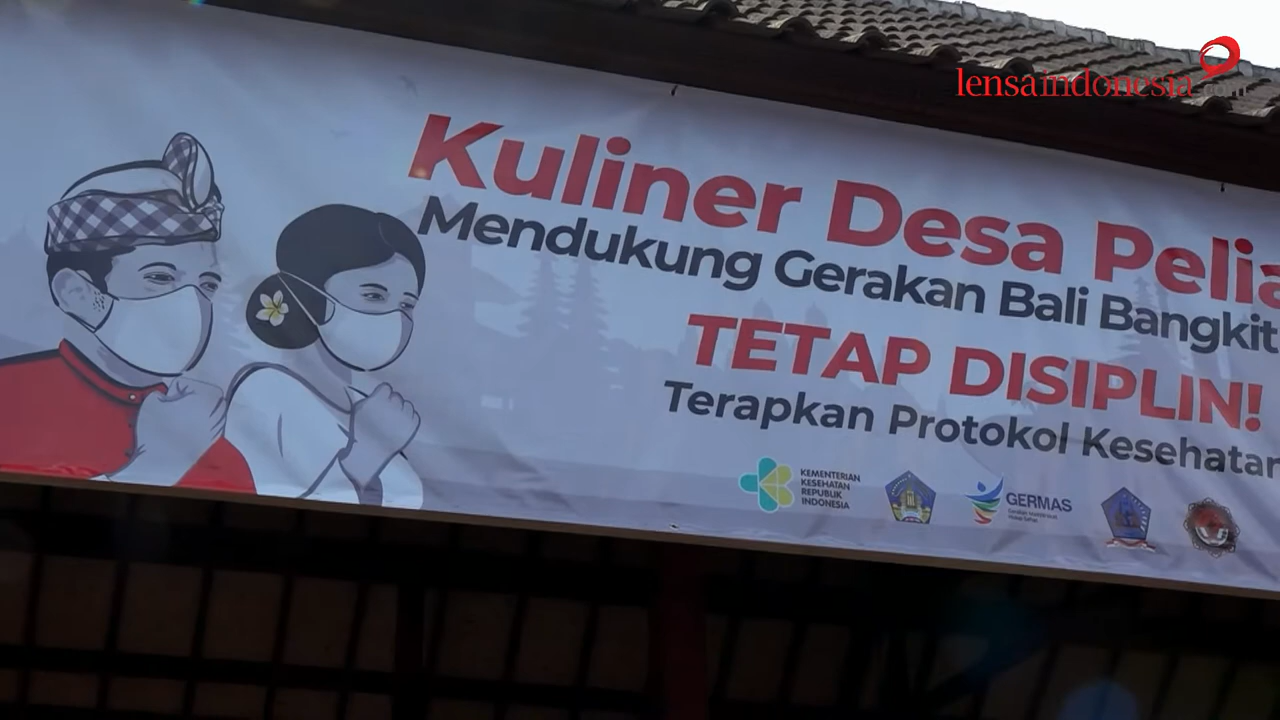 lensaindonesia.com
Kuliner Desa Pelia
Mendukung Gerakan Bali Bangkit
TETAP DISIPLIN!
Terapkan Protokol Kesehatan
KEMENTERIAN
KESEHATAN
REPUBLIK
INDONESIA
GERMAS